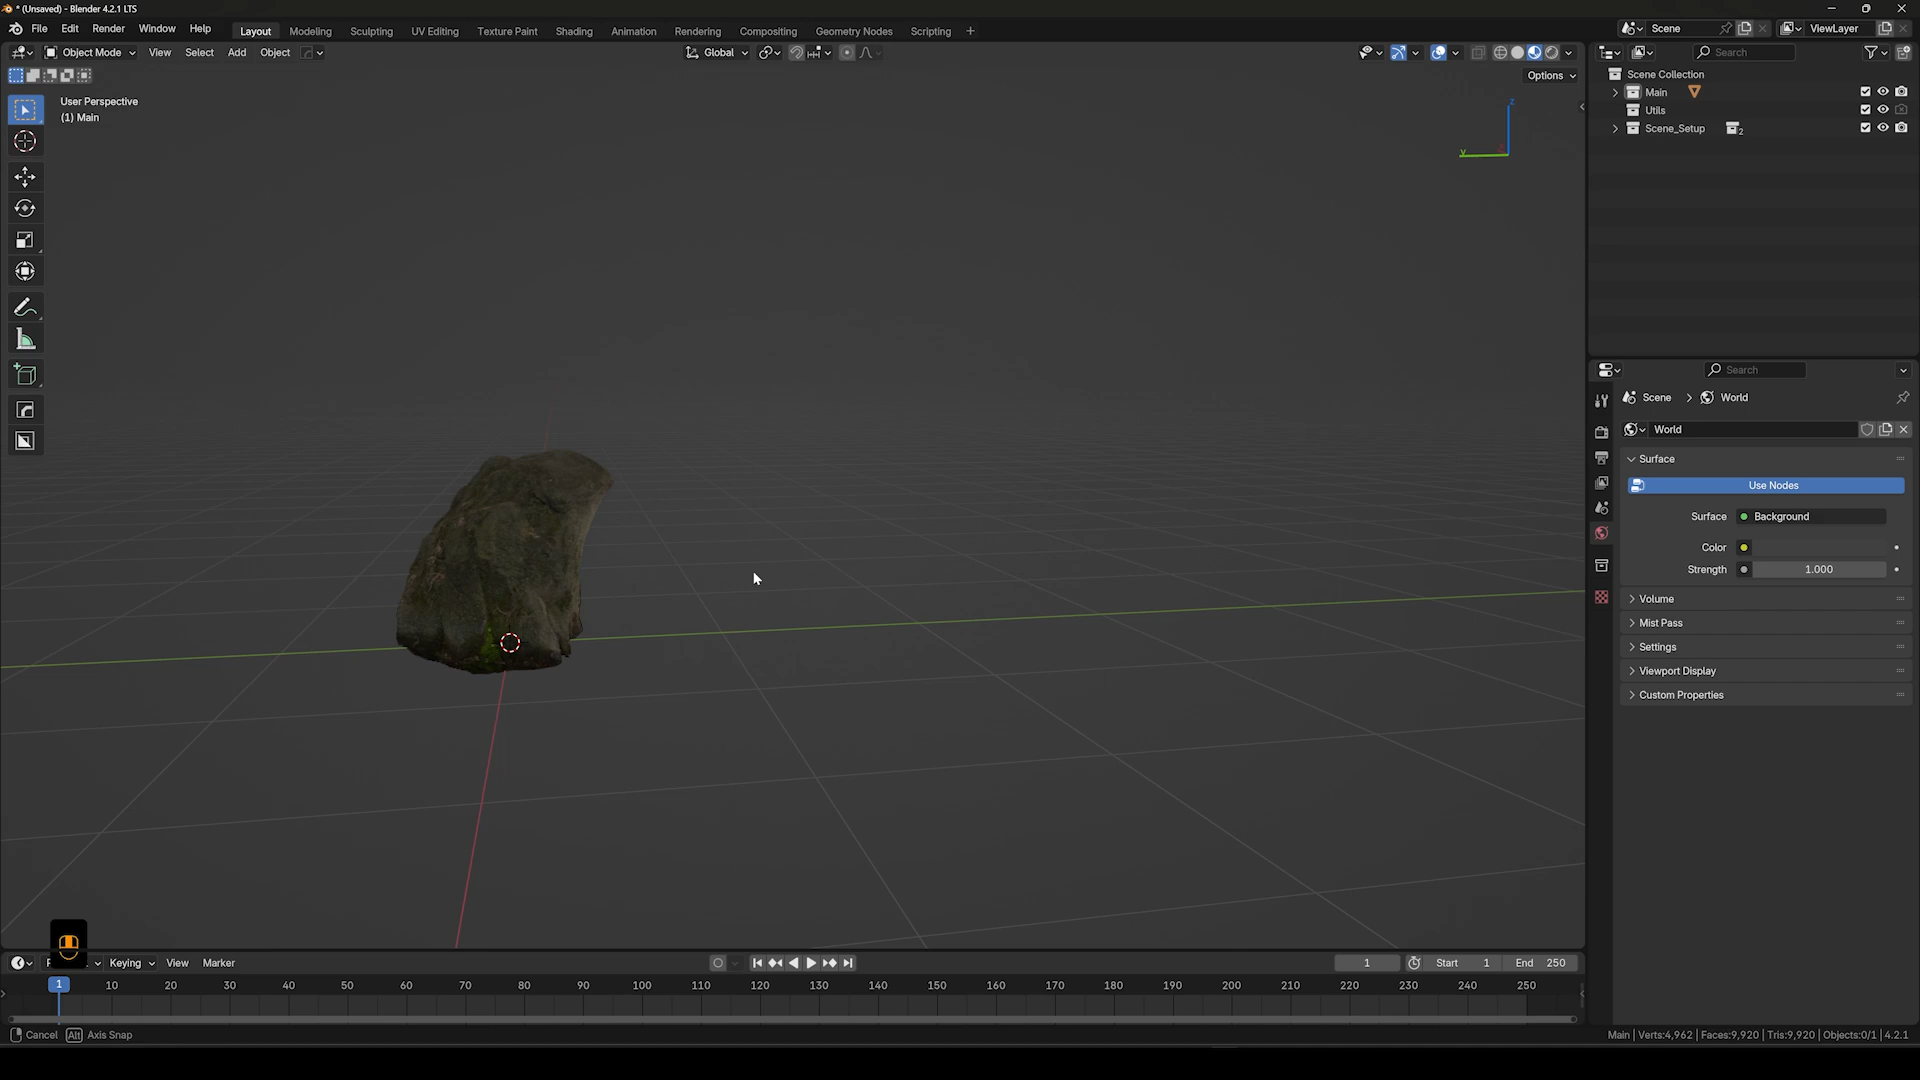 * (Unsaved) - Blender 4.2.1 LTS
File Edit Render Window Help Layout Modeling Sculpting UV Editing Texture Paint Shading Animation Rendering Compositing Geometry Nodes Scripting + Scene ViewLayer
Object Mode View Select Add Object Global Search
Options
User Perspective
(1) Main
Z
Y
Scene Collection
Main
Utils
Scene_Setup 2
Search
Scene > World
World
Surface
Use Nodes
Surface Background
Color
Strength 1.000
Volume
Mist Pass
Settings
Viewport Display
Custom Properties
Keying View Marker 1 Start 1 End 250
1 10 20 30 40 50 60 70 80 90 100 110 120 130 140 150 160 170 180 190 200 210 220 230 240 250
Cancel Alt Axis Snap Main | Verts:4,962 | Faces:9,920 | Tris:9,920 | Objects:0/1 | 4.2.1